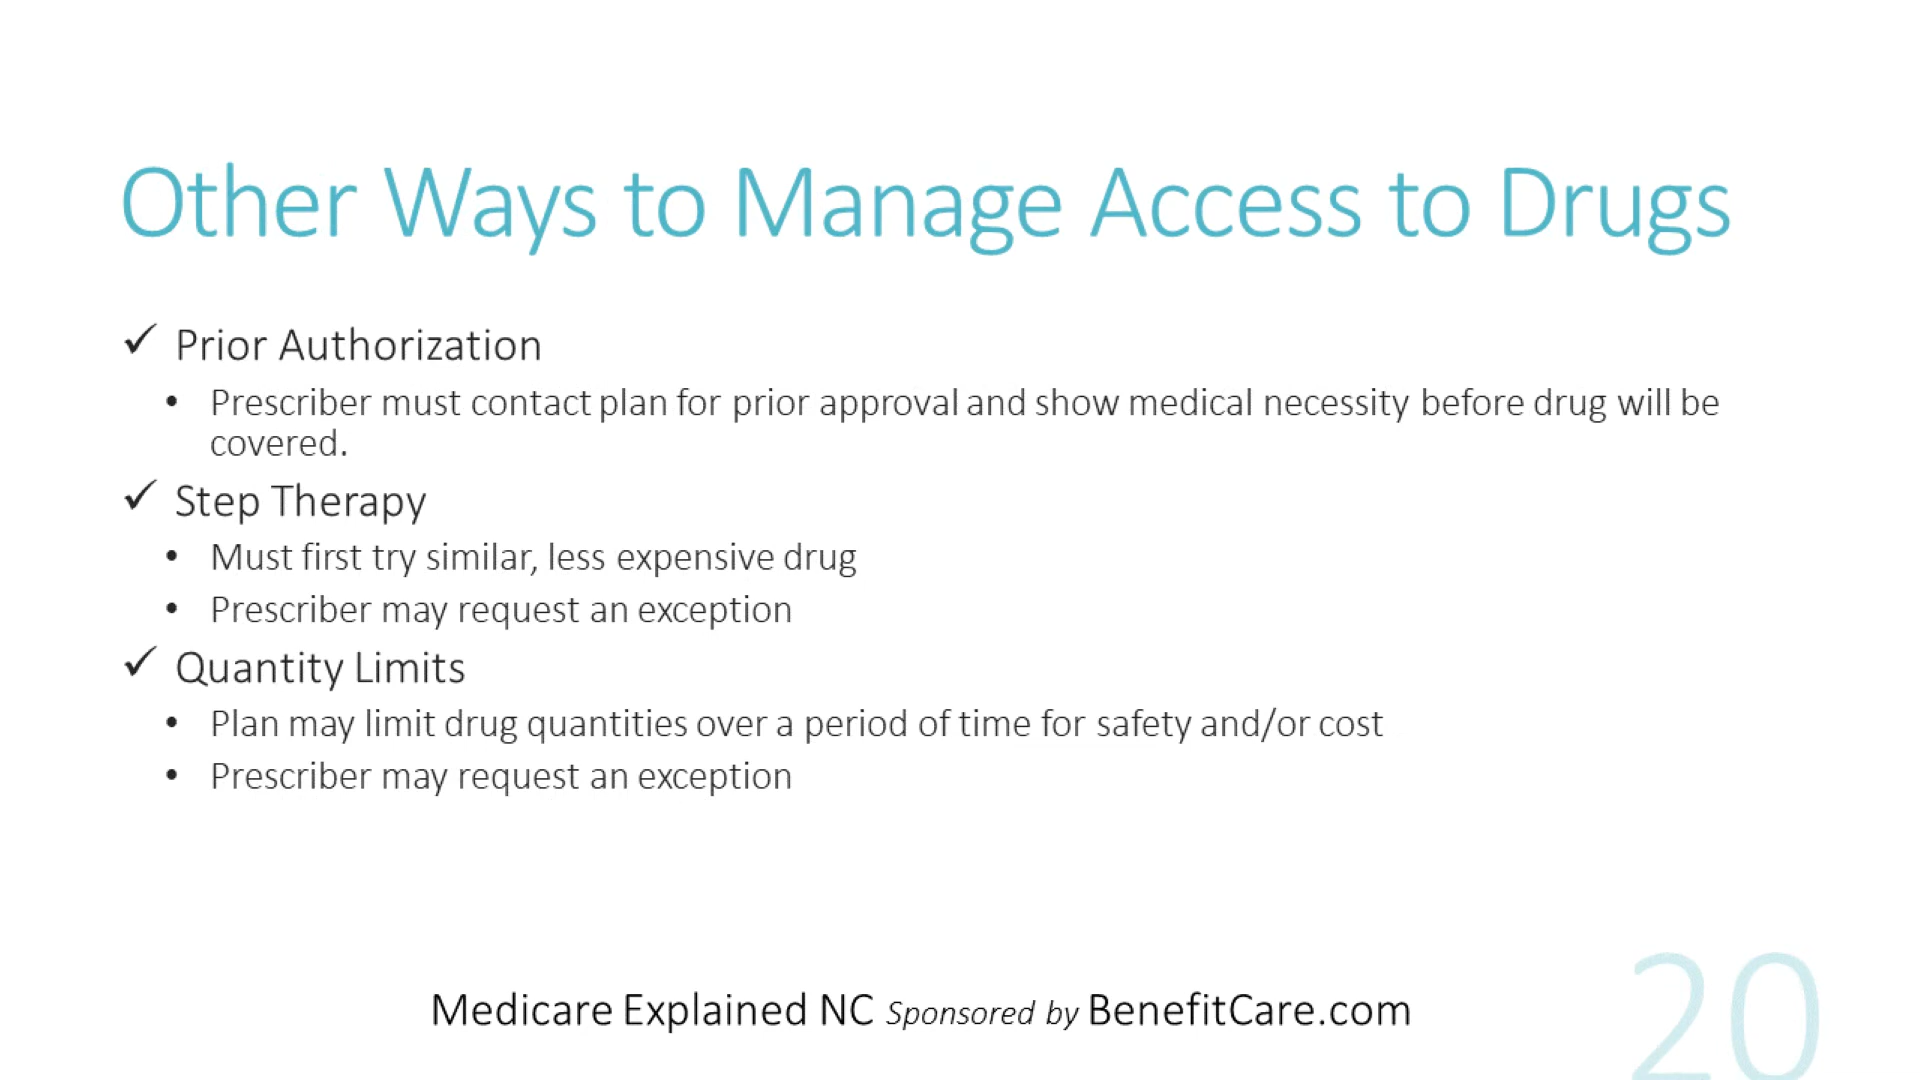 Other Ways to Manage Access to Drugs
✓ Prior Authorization
• Prescriber must contact plan for prior approval and show medical necessity before drug will be
covered.
✓ Step Therapy
• Must first try similar, less expensive drug
• Prescriber may request an exception
✓ Quantity Limits
• Plan may limit drug quantities over a period of time for safety and/or cost
• Prescriber may request an exception
Medicare Explained NC Sponsored by BenefitCare.com
20